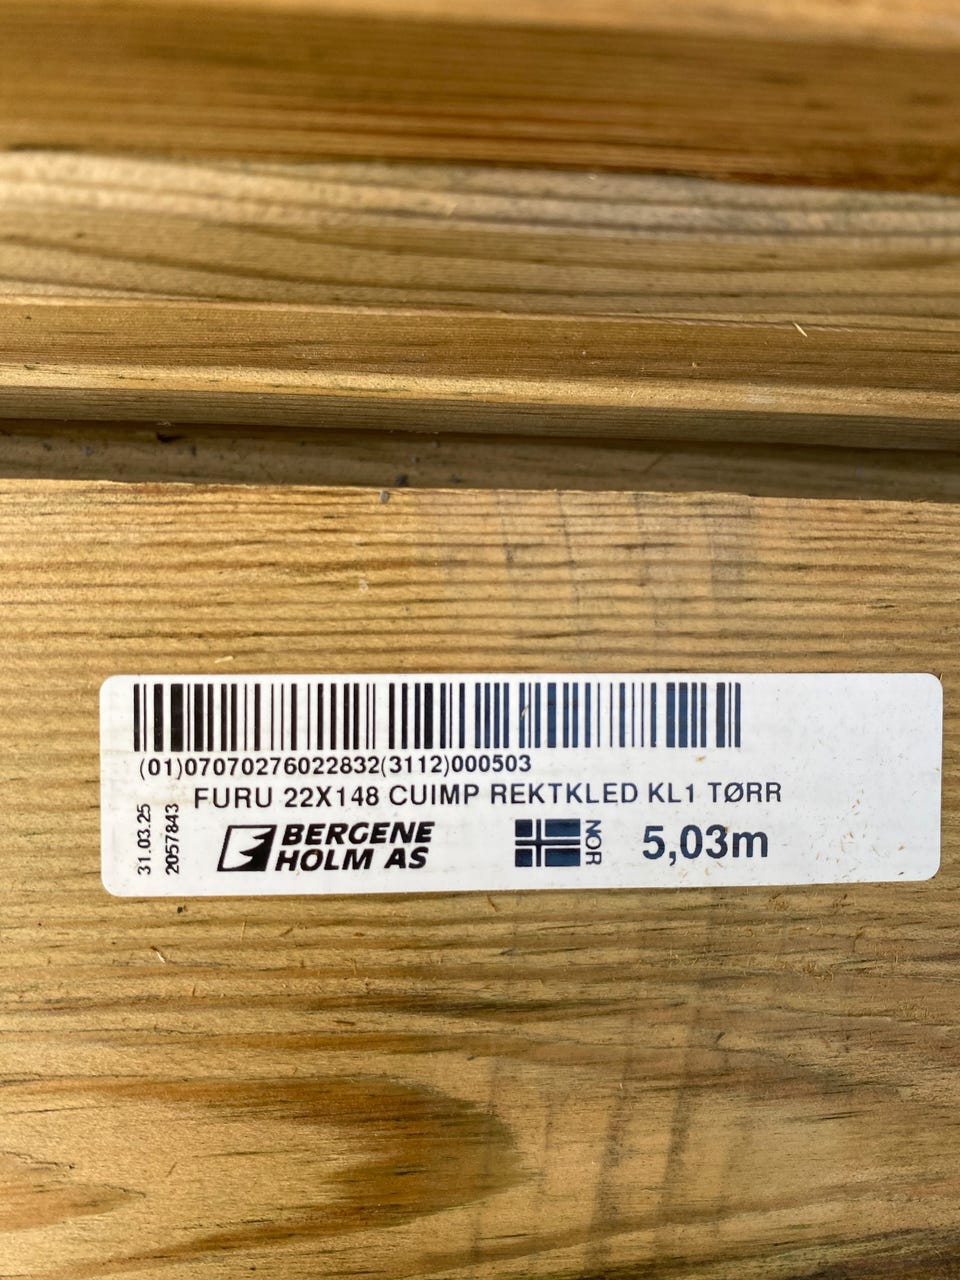 (01)07070276022832(3112)000503
FURU 22X148 CUIMP REKTKLED KL1 TØRR
31.03.25
2057843
BERGENE
HOLM AS
NOR
5,03m